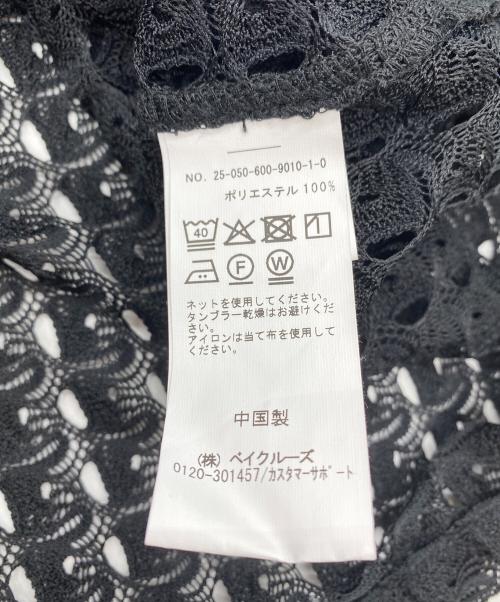 NO. 25-050-600-9010-1-0
ポリエステル 100%
40
F W
ネットを使用してください。
タンブラー乾燥はお避けくださ
い。
アイロンは当て布を使用して
ください。
中国製
(株) ベイクルーズ
0120-301457/カスタマーサポート